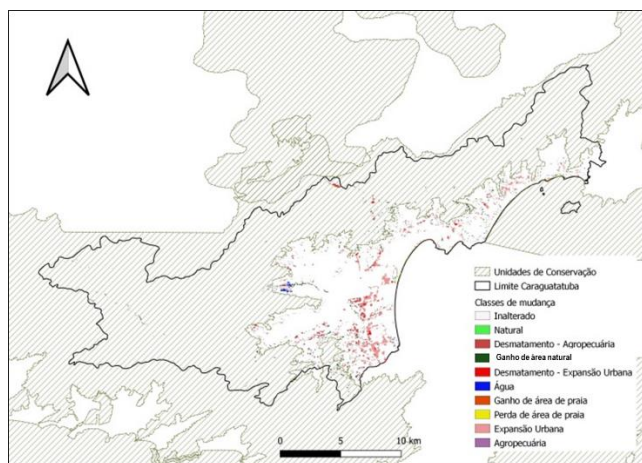 Unidades de Conservação
Limite Caraguatatuba
Classes de mudança
Inalterado
Natural
Desmatamento - Agropecuária
Ganho de área natural
Desmatamento - Expansão Urbana
Água
Ganho de área de praia
Perda de área de praia
Expansão Urbana
Agropecuária
0 5 10 km